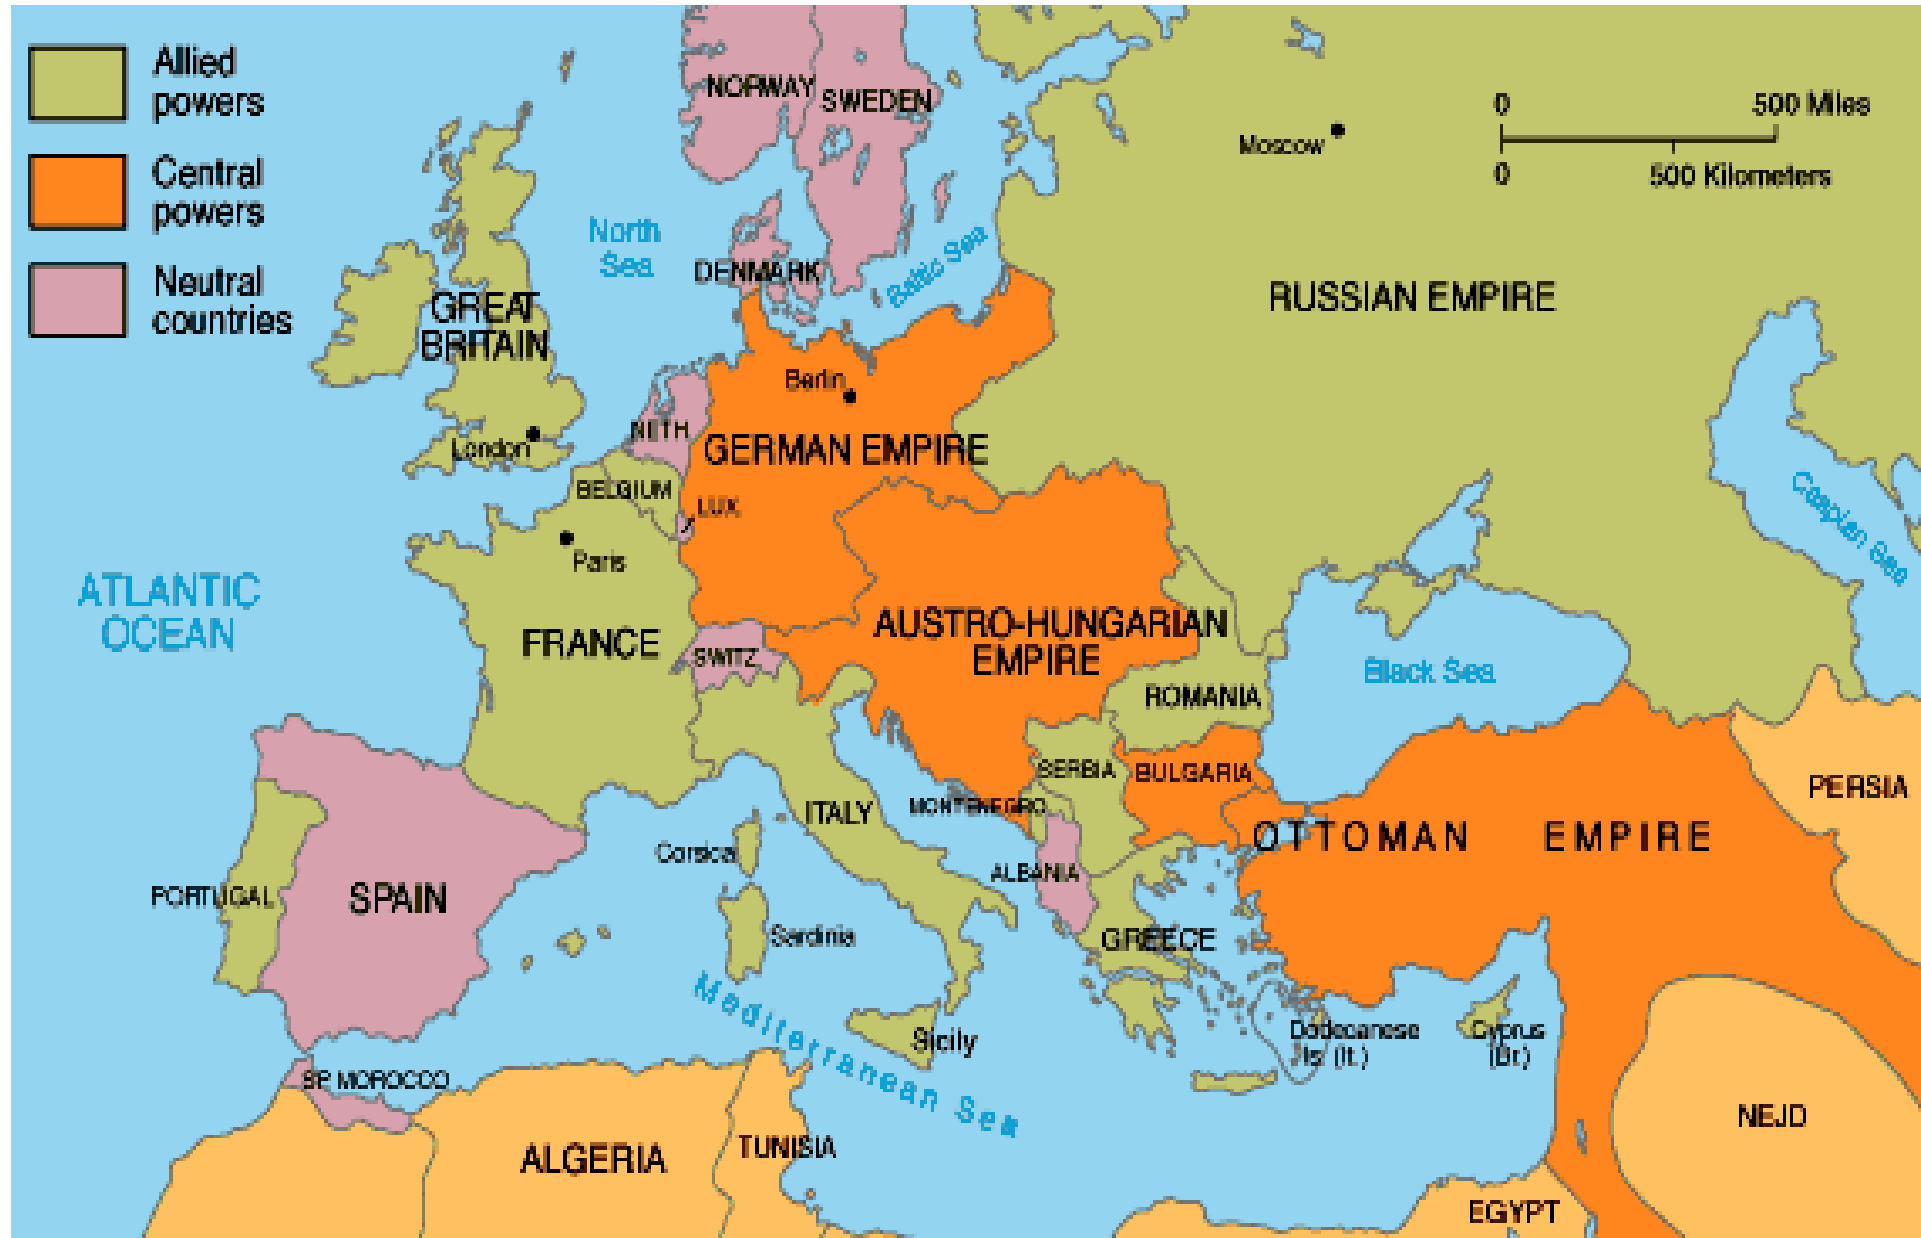 Allied
powers
Central
powers
Neutral
countries
NORWAY
SWEDEN
0 500 Miles
0 500 Kilometers
Moscow
North
Sea
DENMARK
Baltic Sea
RUSSIAN EMPIRE
GREAT
BRITAIN
Berlin
London
NETH
GERMAN EMPIRE
BELGIUM
LUX
Paris
Caspian Sea
ATLANTIC
OCEAN
FRANCE
SWITZ
AUSTRO-HUNGARIAN
EMPIRE
Black Sea
ROMANIA
SERBIA
BULGARIA
PERSIA
MONTENEGRO
ITALY
OTTOMAN EMPIRE
Corsica
ALBANIA
PORTUGAL
SPAIN
Sardinia
GREECE
Mediterranean Sea
Sicily
Dodecanese
Is. (It.)
Cyprus
(Br.)
SP. MOROCCO
ALGERIA
TUNISIA
NEJD
EGYPT